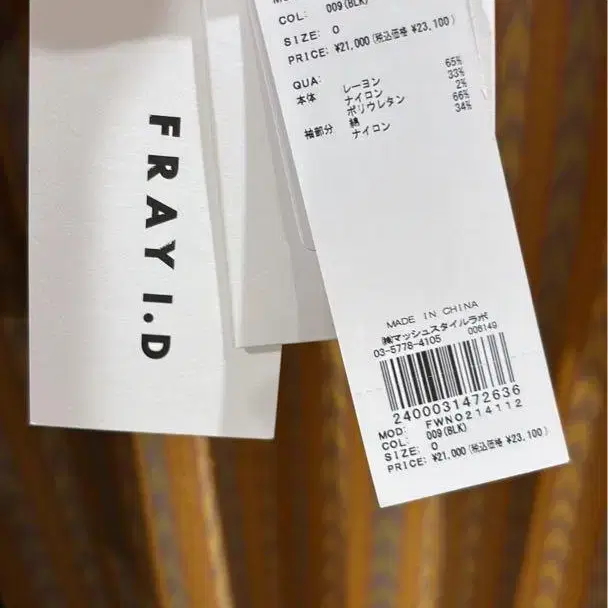 FRAY I.D
COL: 009(BLK)
SIZE: 0
PRICE: ¥21,000(税込価格 ¥23,100)
QUA:
本体 レーヨン 65%
ナイロン 33%
ポリウレタン 2%
袖部分 綿 66%
ナイロン 34%
MADE IN CHINA
㈱マッシュスタイルラボ
03-5778-4105 006149
2400031472636
MOD: FWNO214112
COL: 009(BLK)
SIZE: 0
PRICE: ¥21,000(税込価格 ¥23,100)